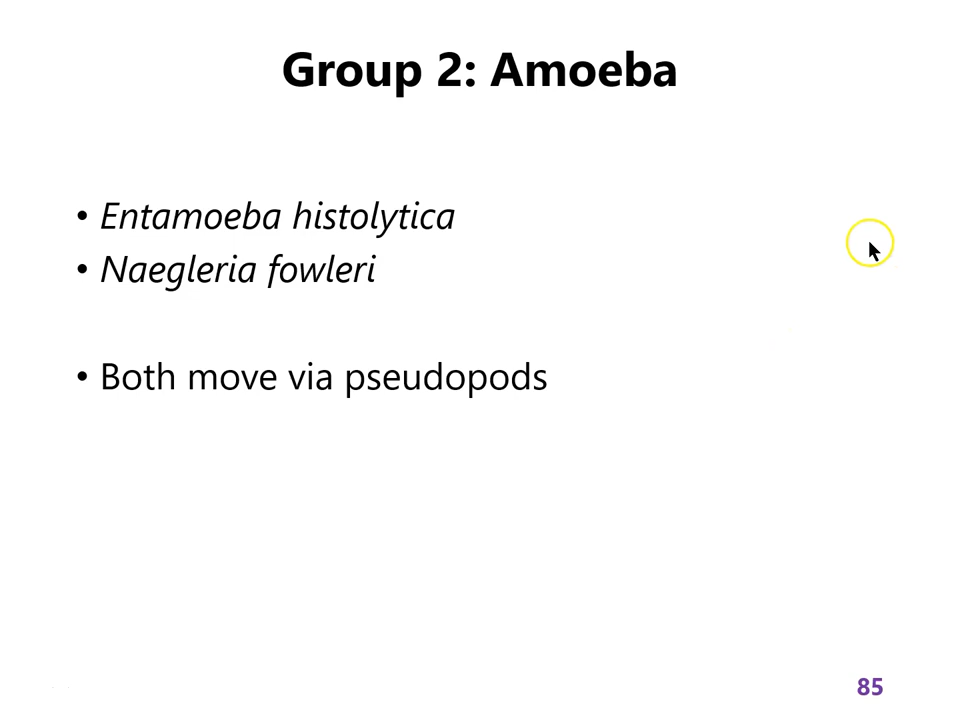 Group 2: Amoeba
• Entamoeba histolytica
• Naegleria fowleri
• Both move via pseudopods
85